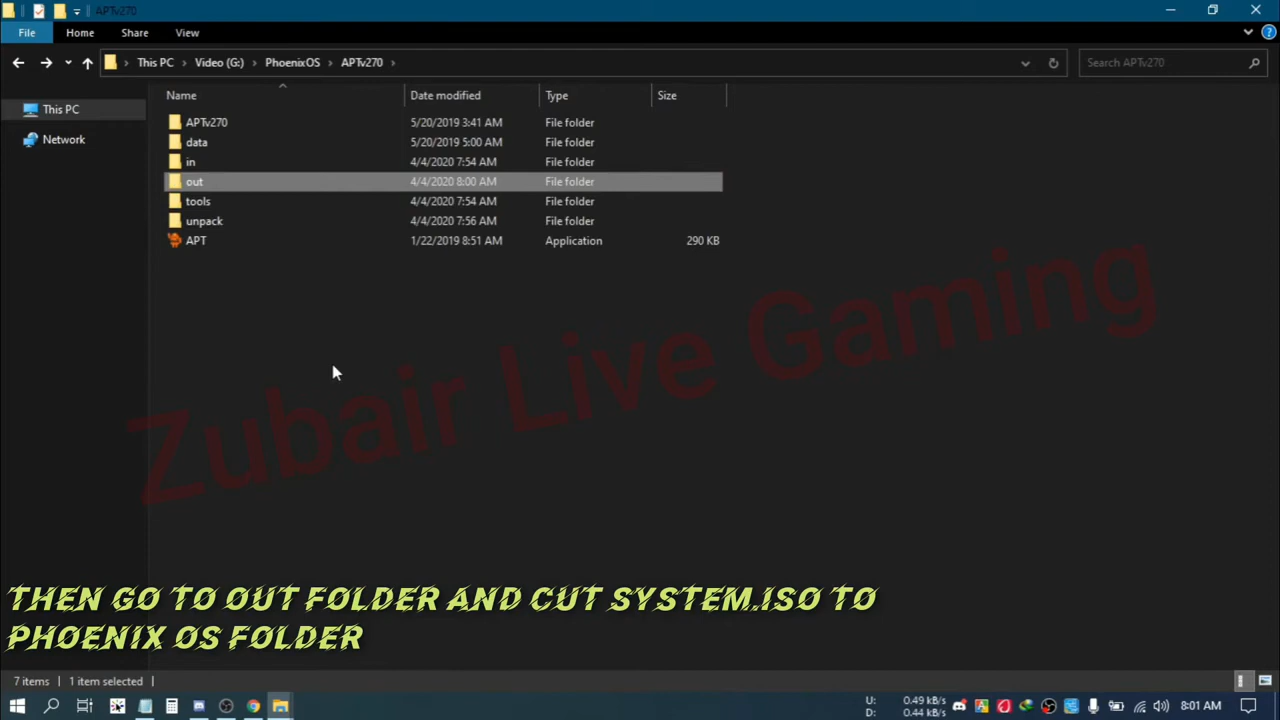 APTv270
File
Home
Share
View
This PC
Video (G:)
PhoenixOS
APTv270
Search APTv270
This PC
Network
Name
Date modified
Type
Size
APTv270
5/20/2019 3:41 AM
File folder
data
5/20/2019 5:00 AM
File folder
in
4/4/2020 7:54 AM
File folder
out
4/4/2020 8:00 AM
File folder
tools
4/4/2020 7:54 AM
File folder
unpack
4/4/2020 7:56 AM
File folder
APT
1/22/2019 8:51 AM
Application
290 KB
Zubair Live Gaming
THEN GO TO OUT FOLDER AND CUT SYSTEM.ISO TO
PHOENIX OS FOLDER
7 items
1 item selected
U: 0.49 kB/s
D: 0.44 kB/s
8:01 AM